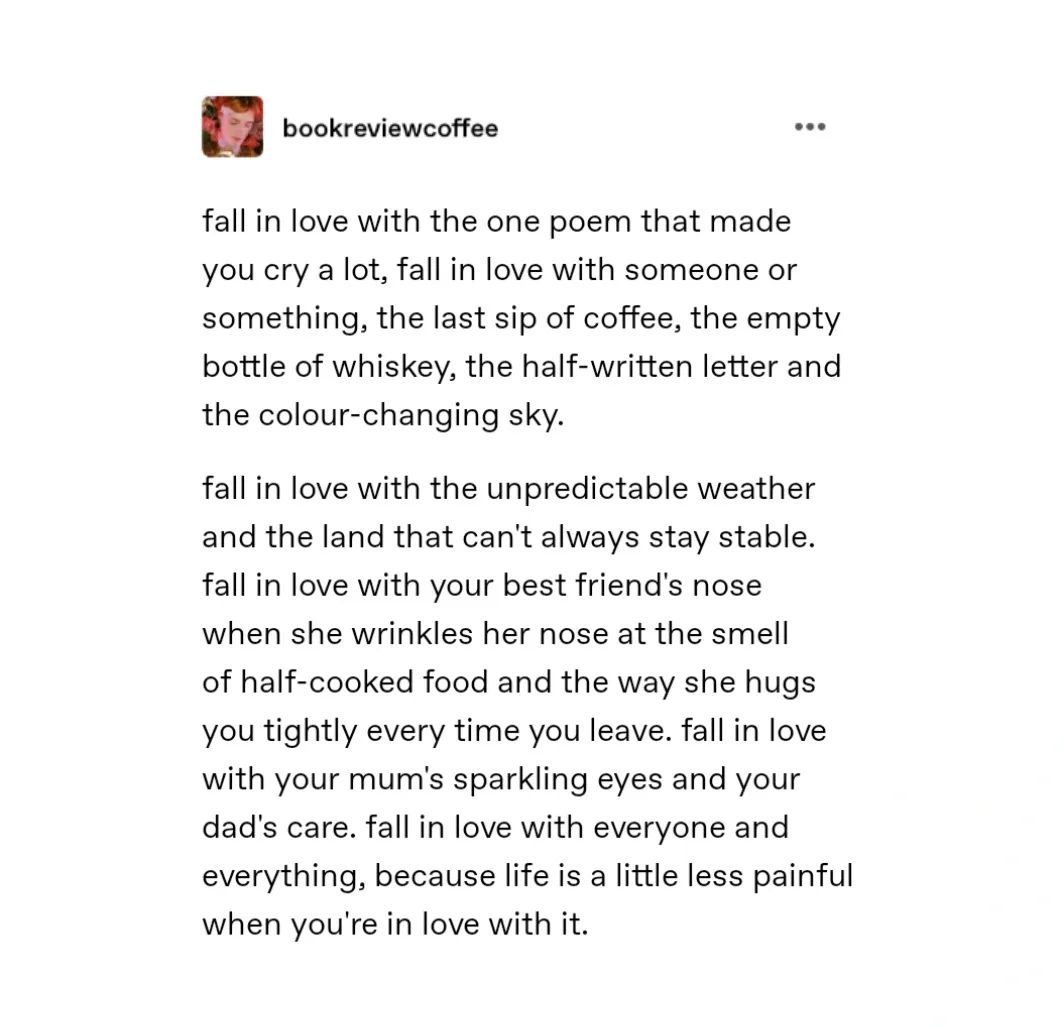 bookreviewcoffee
fall in love with the one poem that made
you cry a lot, fall in love with someone or
something, the last sip of coffee, the empty
bottle of whiskey, the half-written letter and
the colour-changing sky.
fall in love with the unpredictable weather
and the land that can't always stay stable.
fall in love with your best friend's nose
when she wrinkles her nose at the smell
of half-cooked food and the way she hugs
you tightly every time you leave. fall in love
with your mum's sparkling eyes and your
dad's care. fall in love with everyone and
everything, because life is a little less painful
when you're in love with it.